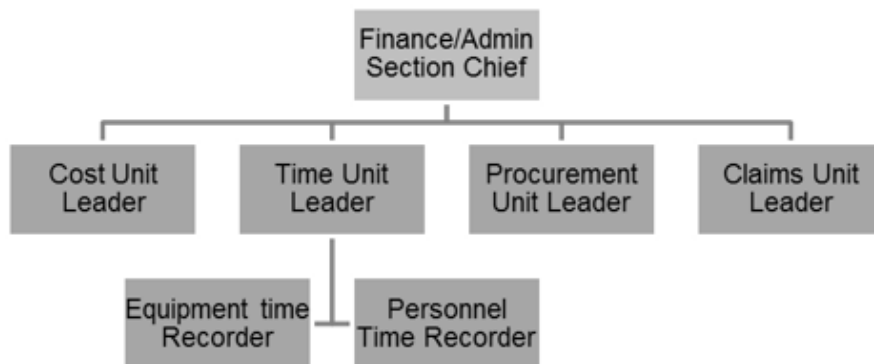 Finance/Admin
Section Chief
Cost Unit
Leader
Time Unit
Leader
Procurement
Unit Leader
Claims Unit
Leader
Equipment time
Recorder
Personnel
Time Recorder